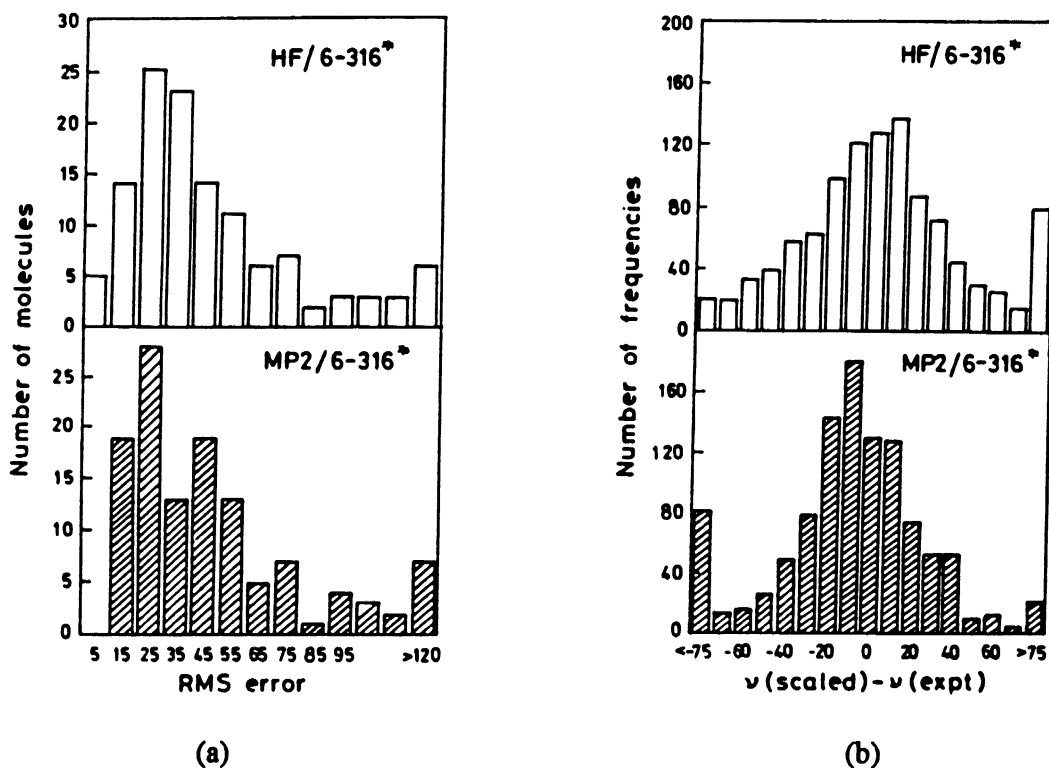 30
25
20
15
10
5
0
Number of molecules
HF/6-316*
25
20
15
10
5
0
MP2/6-316*
5 15 25 35 45 55 65 75 85 95 >120
RMS error
(a)
200
160
120
80
40
0
Number of frequencies
HF/6-316*
160
120
80
40
0
MP2/6-316*
<-75 -60 -40 -20 0 20 40 60 >75
ν (scaled) - ν (expt)
(b)